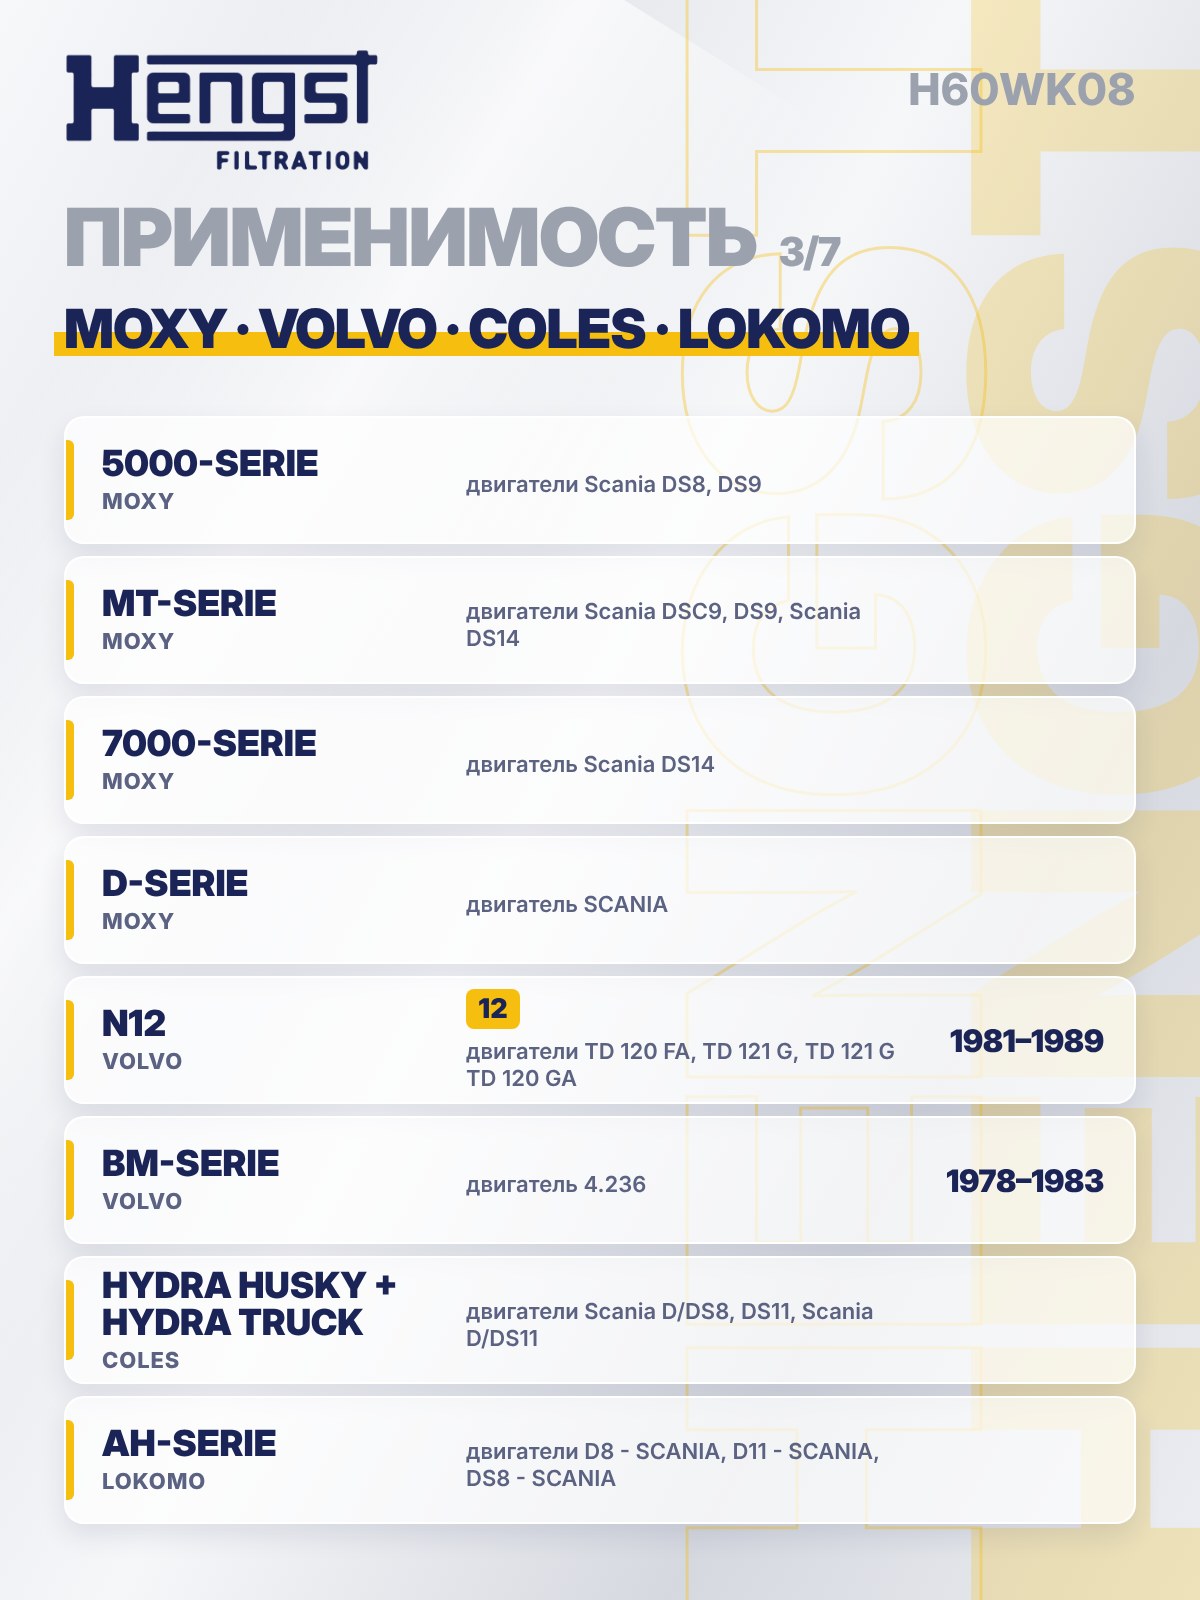 Hengst
FILTRATION
H60WK08
ПРИМЕНИМОСТЬ 3/7
MOXY · VOLVO · COLES · LOKOMO
5000-SERIE
MOXY
двигатели Scania DS8, DS9
MT-SERIE
MOXY
двигатели Scania DSC9, DS9, Scania
DS14
7000-SERIE
MOXY
двигатель Scania DS14
D-SERIE
MOXY
двигатель SCANIA
N12
VOLVO
12
двигатели TD 120 FA, TD 121 G, TD 121 G
TD 120 GA
1981–1989
BM-SERIE
VOLVO
двигатель 4.236
1978–1983
HYDRA HUSKY +
HYDRA TRUCK
COLES
двигатели Scania D/DS8, DS11, Scania
D/DS11
AH-SERIE
LOKOMO
двигатели D8 - SCANIA, D11 - SCANIA,
DS8 - SCANIA
HENGST
HENGST